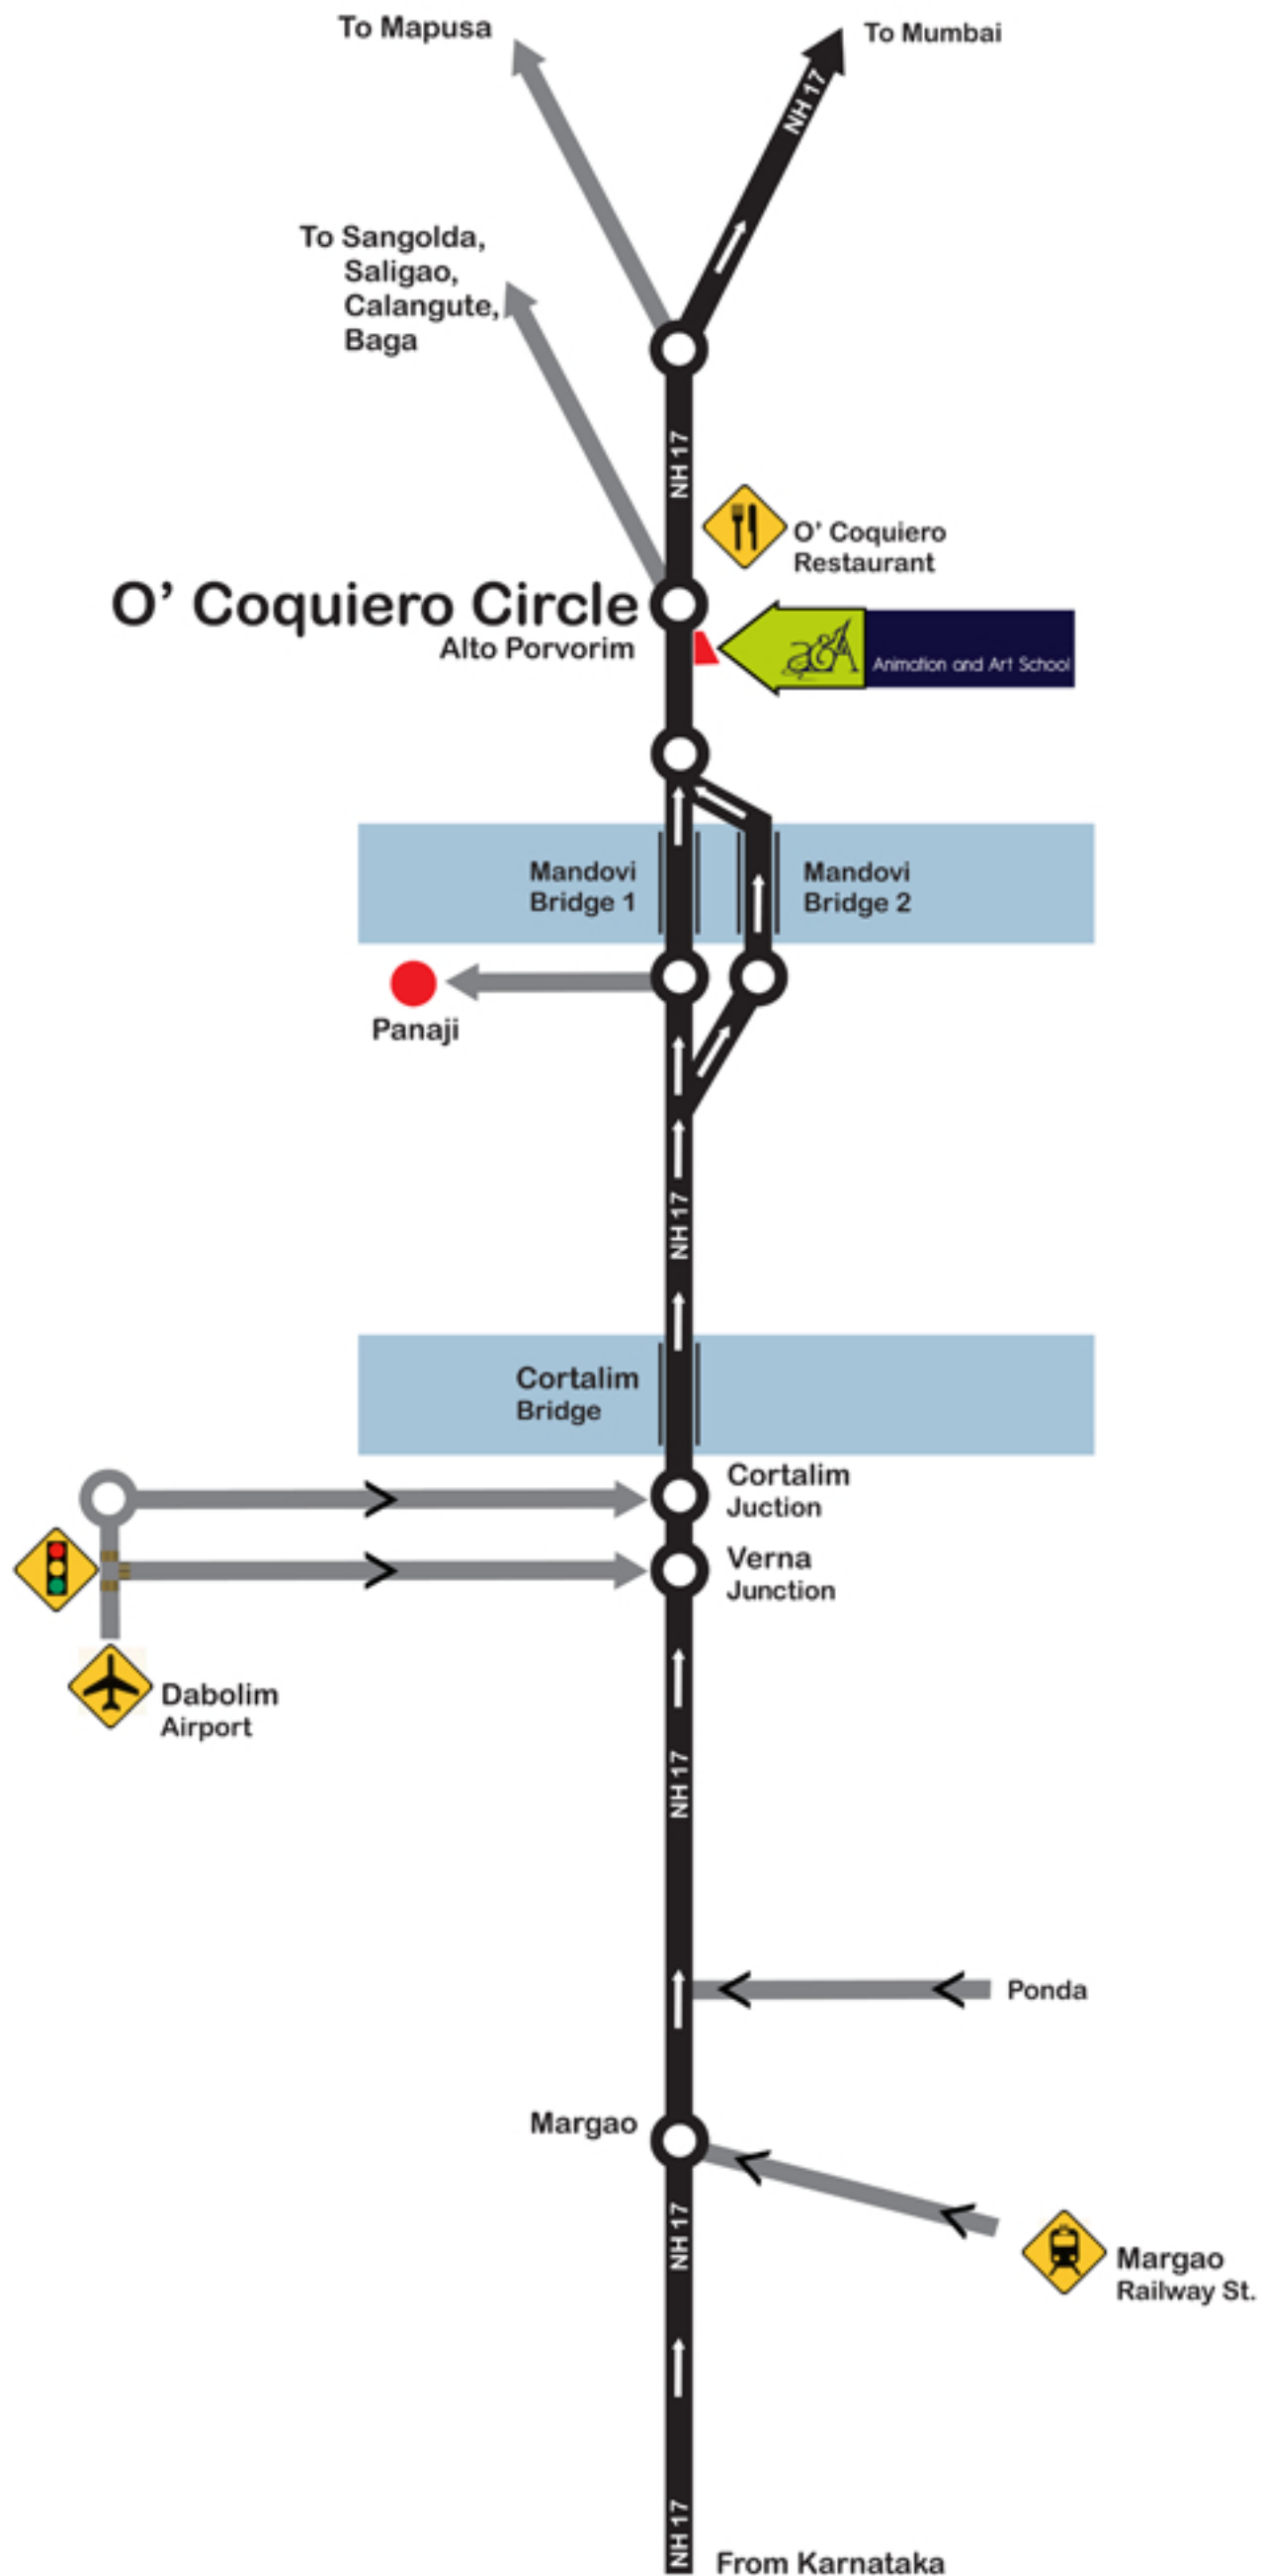 To Mapusa
To Mumbai
NH 17
To Sangolda,
Saligao,
Calangute,
Baga
NH 17
O' Coquiero
Restaurant
O' Coquiero Circle
Alto Porvorim
a&A
Animation and Art School
Mandovi
Bridge 1
Mandovi
Bridge 2
Panaji
NH 17
Cortalim
Bridge
Cortalim
Juction
Verna
Junction
Dabolim
Airport
NH 17
Ponda
Margao
NH 17
Margao
Railway St.
NH 17
From Karnataka